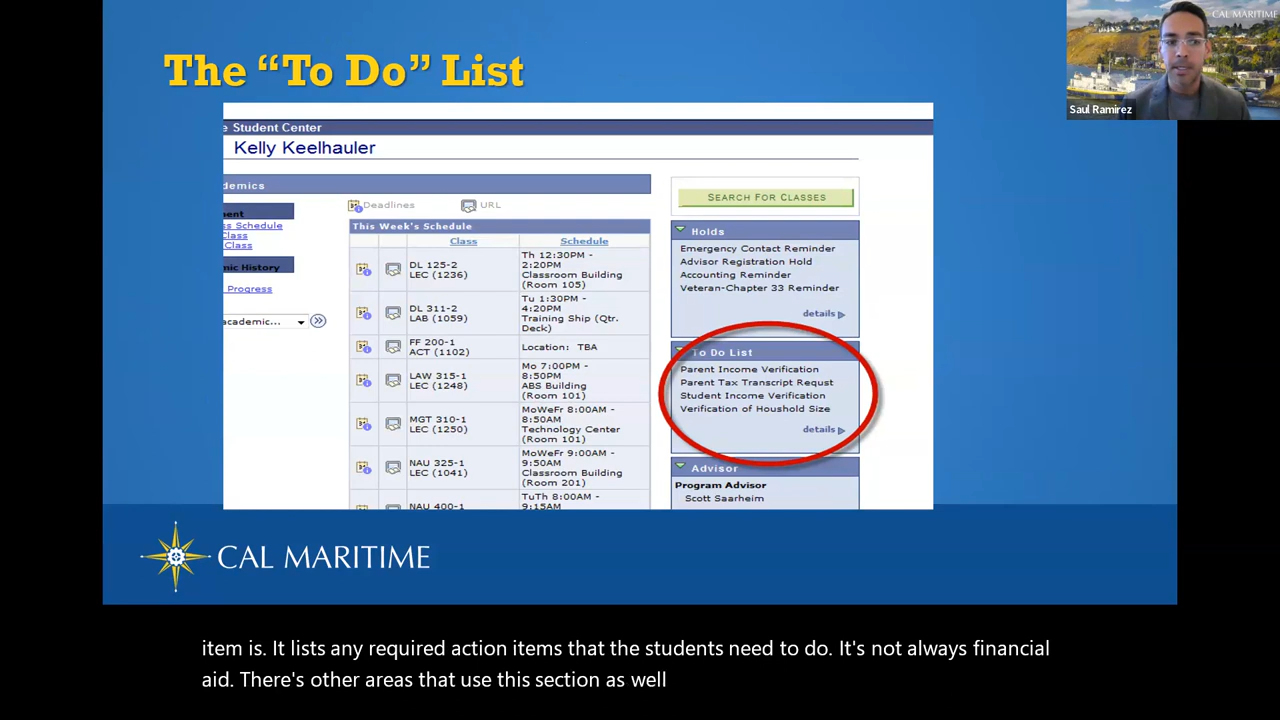 The “To Do” List
CAL MARITIME
Saul Ramirez
e Student Center
Kelly Keelhauler
demics
ment
ss Schedule
Class
Class
mic History
Progress
academic...
Deadlines
URL
This Week's Schedule
Class
Schedule
DL 125-2
LEC (1236)
Th 12:30PM -
2:20PM
Classroom Building
(Room 105)
DL 311-2
LAB (1059)
Tu 1:30PM -
4:20PM
Training Ship (Qtr.
Deck)
FF 200-1
ACT (1102)
Location: TBA
LAW 315-1
LEC (1248)
Mo 7:00PM -
8:50PM
ABS Building
(Room 101)
MGT 310-1
LEC (1250)
MoWeFr 8:00AM -
8:50AM
Technology Center
(Room 101)
NAU 325-1
LEC (1041)
MoWeFr 9:00AM -
9:50AM
Classroom Building
(Room 201)
NAU 400-1
TuTh 8:00AM -
9:15AM
SEARCH FOR CLASSES
Holds
Emergency Contact Reminder
Advisor Registration Hold
Accounting Reminder
Veteran-Chapter 33 Reminder
details
To Do List
Parent Income Verification
Parent Tax Transcript Requst
Student Income Verification
Verification of Houshold Size
details
Advisor
Program Advisor
Scott Saarheim
CAL MARITIME
item is. It lists any required action items that the students need to do. It's not always financial
aid. There's other areas that use this section as well